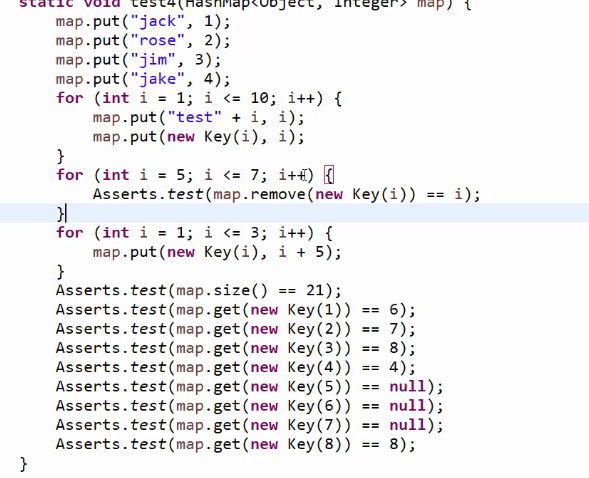 static void test4(HashMap<Object, Integer> map) {
map.put("jack", 1);
map.put("rose", 2);
map.put("jim", 3);
map.put("jake", 4);
for (int i = 1; i <= 10; i++) {
map.put("test" + i, i);
map.put(new Key(i), i);
}
for (int i = 5; i <= 7; i++) {
Asserts.test(map.remove(new Key(i)) == i);
}
for (int i = 1; i <= 3; i++) {
map.put(new Key(i), i + 5);
}
Asserts.test(map.size() == 21);
Asserts.test(map.get(new Key(1)) == 6);
Asserts.test(map.get(new Key(2)) == 7);
Asserts.test(map.get(new Key(3)) == 8);
Asserts.test(map.get(new Key(4)) == 4);
Asserts.test(map.get(new Key(5)) == null);
Asserts.test(map.get(new Key(6)) == null);
Asserts.test(map.get(new Key(7)) == null);
Asserts.test(map.get(new Key(8)) == 8);
}